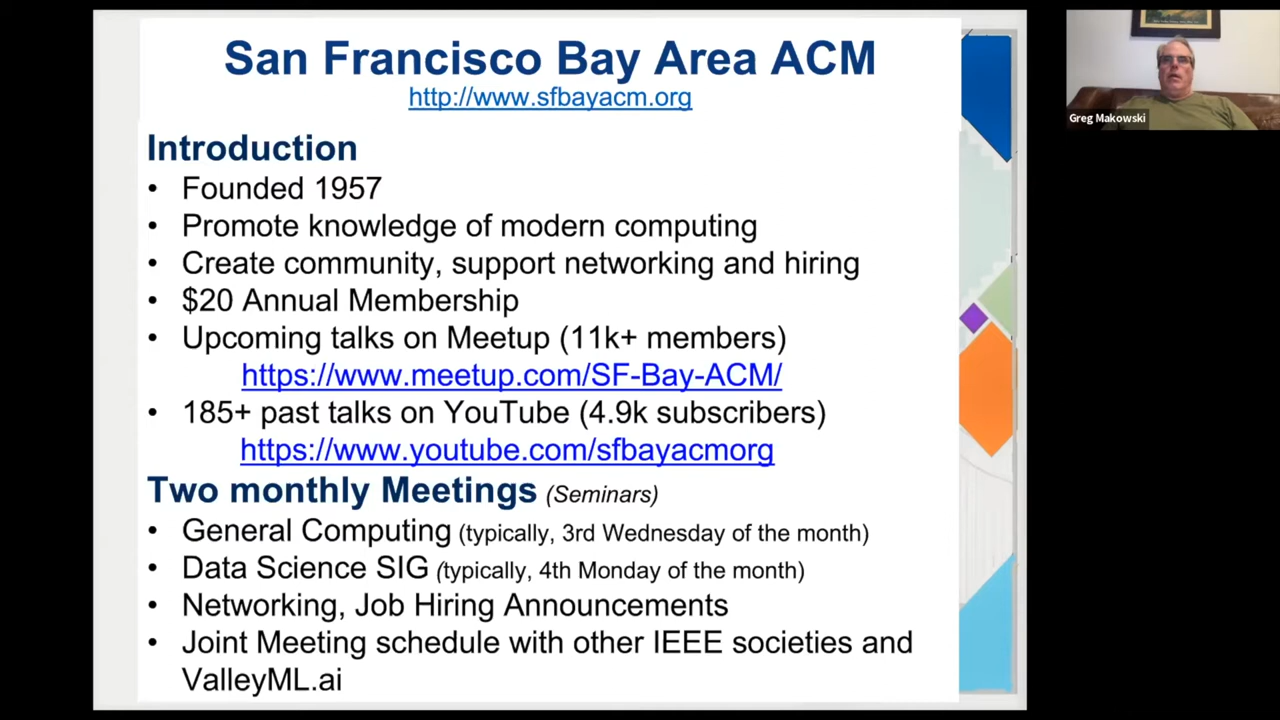 San Francisco Bay Area ACM
http://www.sfbayacm.org
Introduction
• Founded 1957
• Promote knowledge of modern computing
• Create community, support networking and hiring
• $20 Annual Membership
• Upcoming talks on Meetup (11k+ members)
https://www.meetup.com/SF-Bay-ACM/
• 185+ past talks on YouTube (4.9k subscribers)
https://www.youtube.com/sfbayacmorg
Two monthly Meetings (Seminars)
• General Computing (typically, 3rd Wednesday of the month)
• Data Science SIG (typically, 4th Monday of the month)
• Networking, Job Hiring Announcements
• Joint Meeting schedule with other IEEE societies and
ValleyML.ai
Greg Makowski